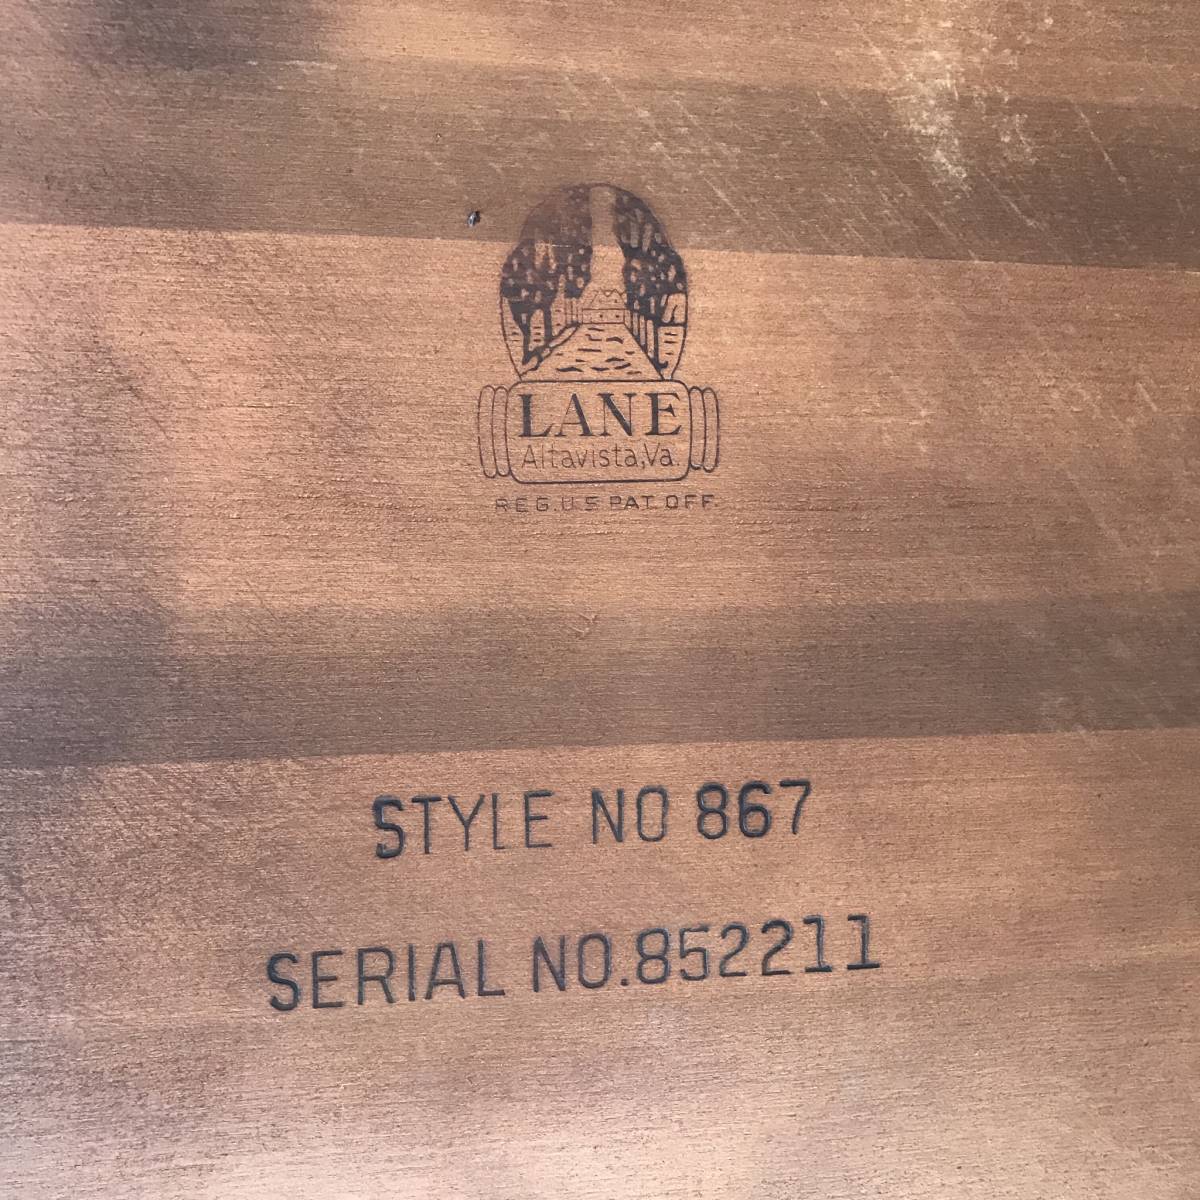 LANE
Altavista,Va.
REG.U.S PAT OFF.
STYLE NO 867
SERIAL NO.852211